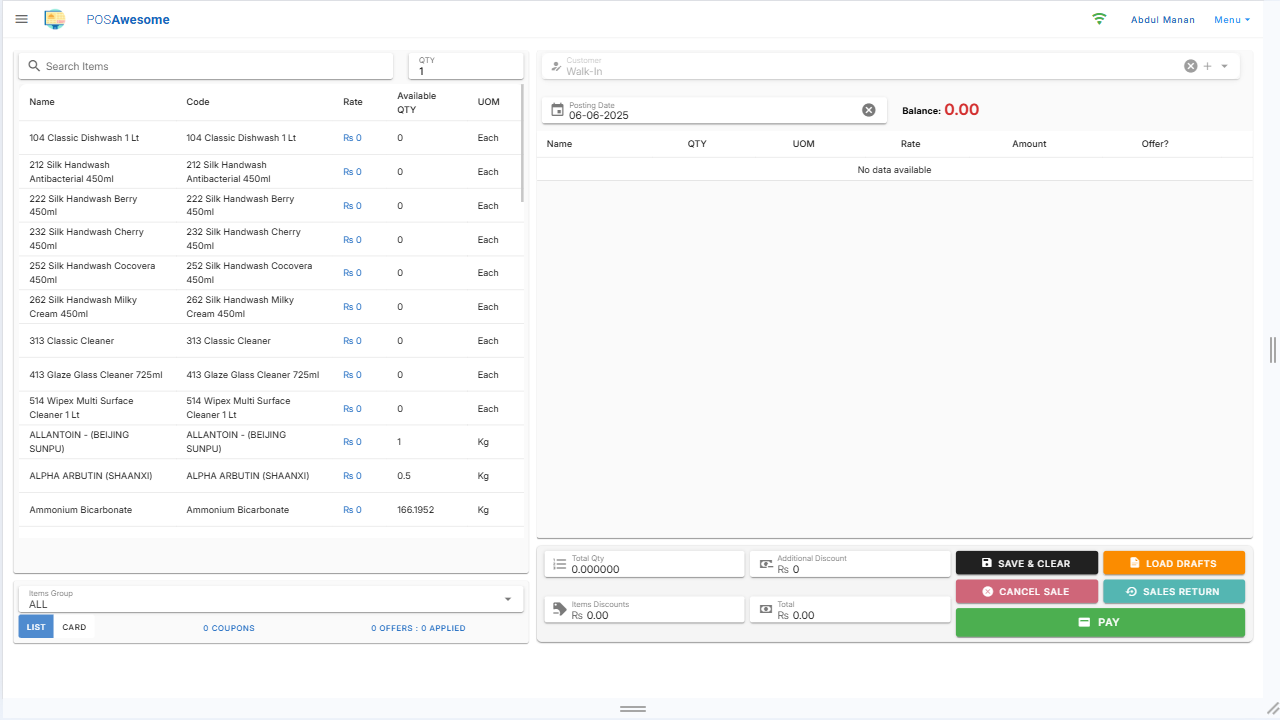 POSAwesome
Abdul Manan
Menu
Search Items
QTY
1
Name Code Rate Available QTY UOM
104 Classic Dishwash 1 Lt 104 Classic Dishwash 1 Lt Rs 0 0 Each
212 Silk Handwash Antibacterial 450ml 212 Silk Handwash Antibacterial 450ml Rs 0 0 Each
222 Silk Handwash Berry 450ml 222 Silk Handwash Berry 450ml Rs 0 0 Each
232 Silk Handwash Cherry 450ml 232 Silk Handwash Cherry 450ml Rs 0 0 Each
252 Silk Handwash Cocovera 450ml 252 Silk Handwash Cocovera 450ml Rs 0 0 Each
262 Silk Handwash Milky Cream 450ml 262 Silk Handwash Milky Cream 450ml Rs 0 0 Each
313 Classic Cleaner 313 Classic Cleaner Rs 0 0 Each
413 Glaze Glass Cleaner 725ml 413 Glaze Glass Cleaner 725ml Rs 0 0 Each
514 Wipex Multi Surface Cleaner 1 Lt 514 Wipex Multi Surface Cleaner 1 Lt Rs 0 0 Each
ALLANTOIN - (BEIJING SUNPU) ALLANTOIN - (BEIJING SUNPU) Rs 0 1 Kg
ALPHA ARBUTIN (SHAANXI) ALPHA ARBUTIN (SHAANXI) Rs 0 0.5 Kg
Ammonium Bicarbonate Ammonium Bicarbonate Rs 0 166.1952 Kg
Items Group
ALL
LIST CARD 0 COUPONS 0 OFFERS : 0 APPLIED
Customer
Walk-In
Posting Date
06-06-2025
Balance: 0.00
Name QTY UOM Rate Amount Offer?
No data available
Total Qty
0.000000
Additional Discount
Rs 0
Items Discounts
Rs 0.00
Total
Rs 0.00
SAVE & CLEAR LOAD DRAFTS
CANCEL SALE SALES RETURN
PAY